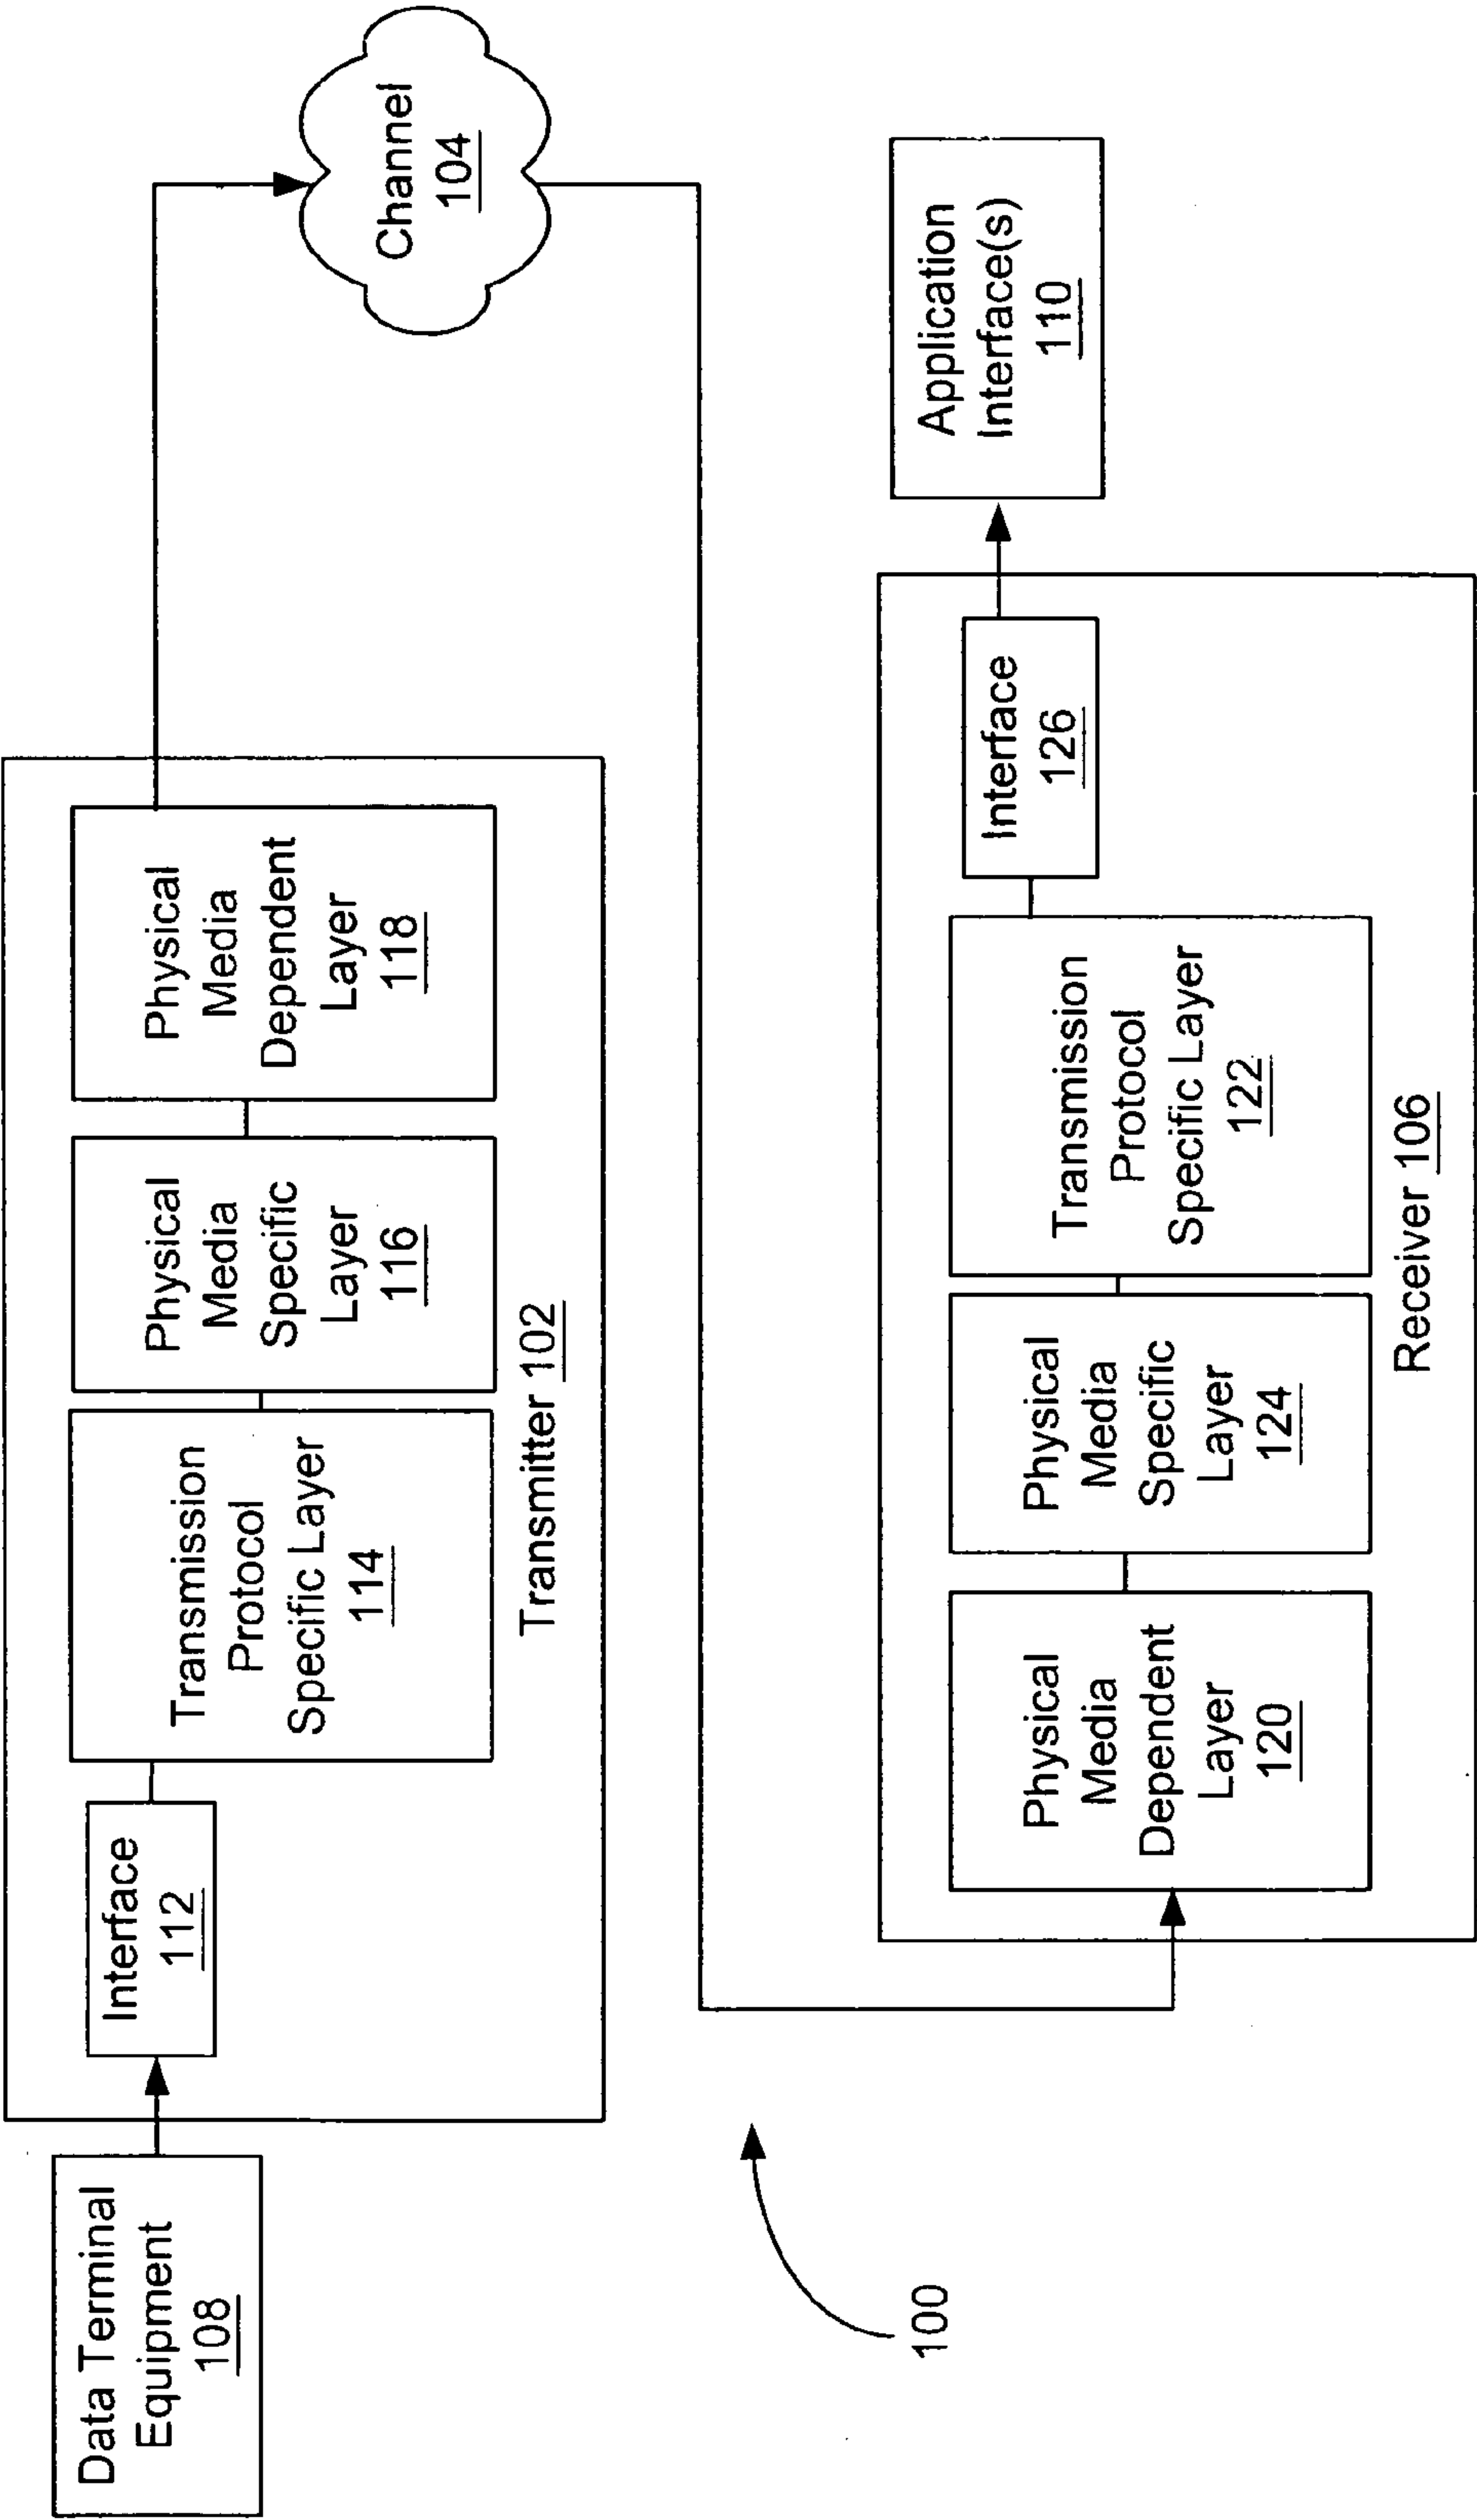 Data Terminal
Equipment
108
Interface
112
Transmission
Protocol
Specific Layer
114
Physical
Media
Specific
Layer
116
Physical
Media
Dependent
Layer
118
Transmitter 102
Channel
104
100
Physical
Media
Dependent
Layer
120
Physical
Media
Specific
Layer
124
Transmission
Protocol
Specific Layer
122
Interface
126
Receiver 106
Application
Interface(s)
110